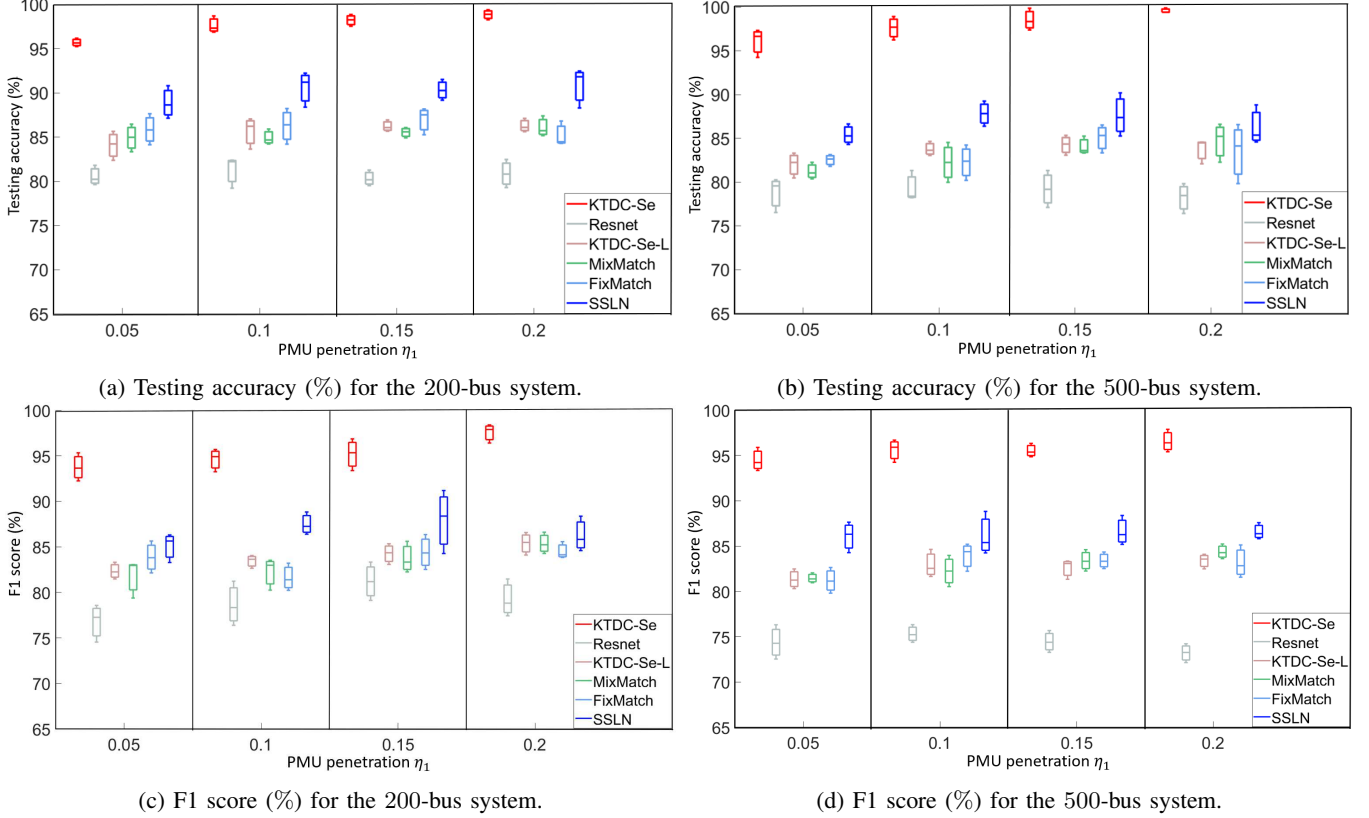 100
95
90
85
80
75
70
65
Testing accuracy (%)
KTDC-Se
Resnet
KTDC-Se-L
MixMatch
FixMatch
SSLN
0.05 0.1 0.15 0.2
PMU penetration η₁
(a) Testing accuracy (%) for the 200-bus system.
100
95
90
85
80
75
70
65
Testing accuracy (%)
KTDC-Se
Resnet
KTDC-Se-L
MixMatch
FixMatch
SSLN
0.05 0.1 0.15 0.2
PMU penetration η₁
(b) Testing accuracy (%) for the 500-bus system.
100
95
90
85
80
75
70
65
F1 score (%)
KTDC-Se
Resnet
KTDC-Se-L
MixMatch
FixMatch
SSLN
0.05 0.1 0.15 0.2
PMU penetration η₁
(c) F1 score (%) for the 200-bus system.
100
95
90
85
80
75
70
65
F1 score (%)
KTDC-Se
Resnet
KTDC-Se-L
MixMatch
FixMatch
SSLN
0.05 0.1 0.15 0.2
PMU penetration η₁
(d) F1 score (%) for the 500-bus system.